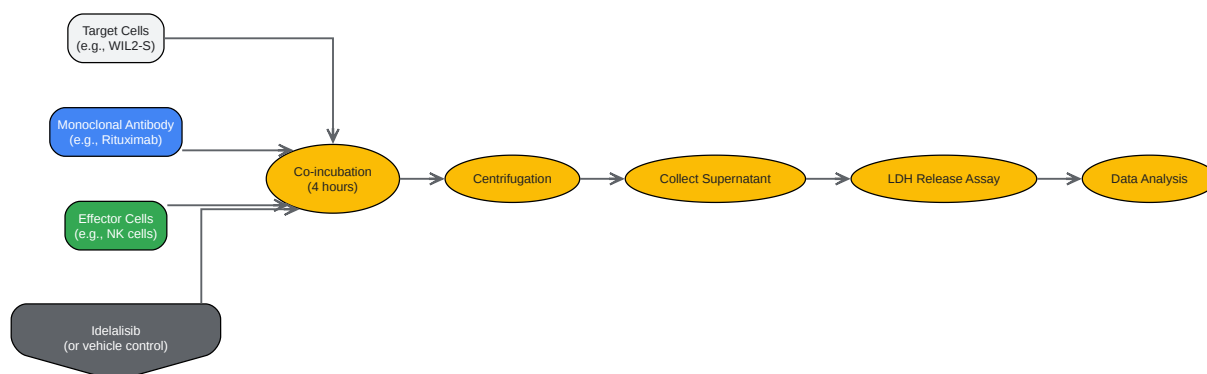 Target Cells
(e.g., WIL2-S)
Monoclonal Antibody
(e.g., Rituximab)
Effector Cells
(e.g., NK cells)
Idelalisib
(or vehicle control)
Co-incubation
(4 hours)
Centrifugation
Collect Supernatant
LDH Release Assay
Data Analysis